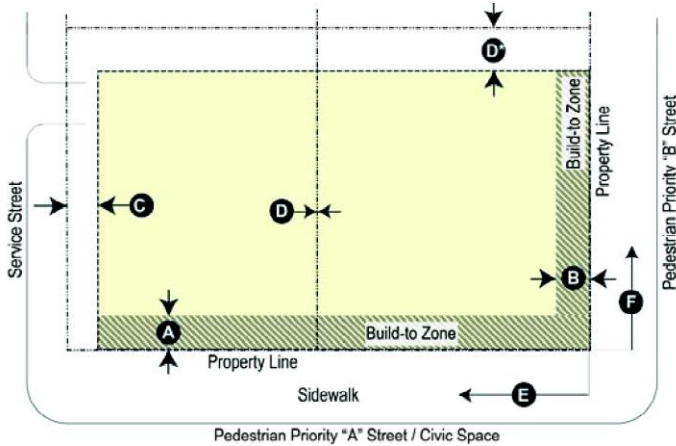 D*
Build-to Zone
Property Line
Pedestrian Priority "B" Street
Service Street
C
D
B
F
A
Build-to Zone
Property Line
Sidewalk
E
Pedestrian Priority "A" Street / Civic Space